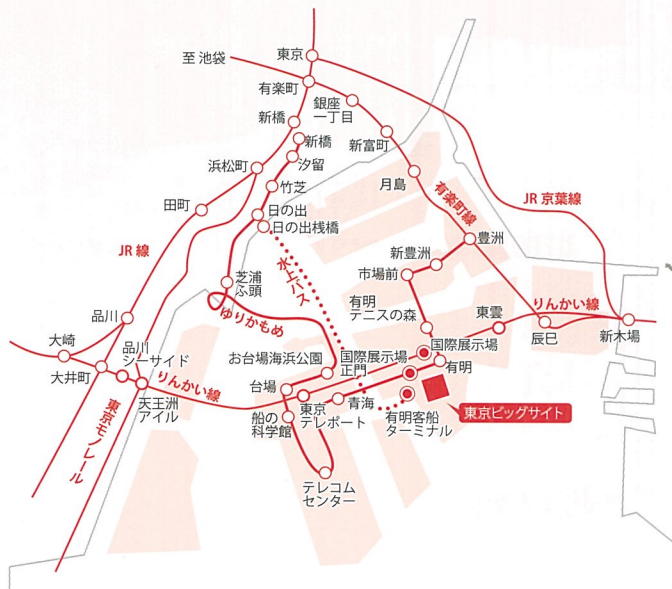 東京
至 池袋
有楽町
銀座
一丁目
新橋
新橋
新富町
汐留
浜松町
竹芝
月島
田町
日の出
日の出桟橋
有楽町線
JR 京葉線
豊洲
JR 線
水上バス
新豊洲
市場前
芝浦
ふ頭
ゆりかもめ
有明
テニスの森
東雲
りんかい線
辰巳
新木場
品川
大崎
品川
シーサイド
大井町
りんかい線
天王洲
アイル
東京モノレール
お台場海浜公園
国際展示場
正門
国際展示場
有明
台場
東京
テレポート
青海
船の
科学館
有明客船
ターミナル
東京ビッグサイト
テレコム
センター